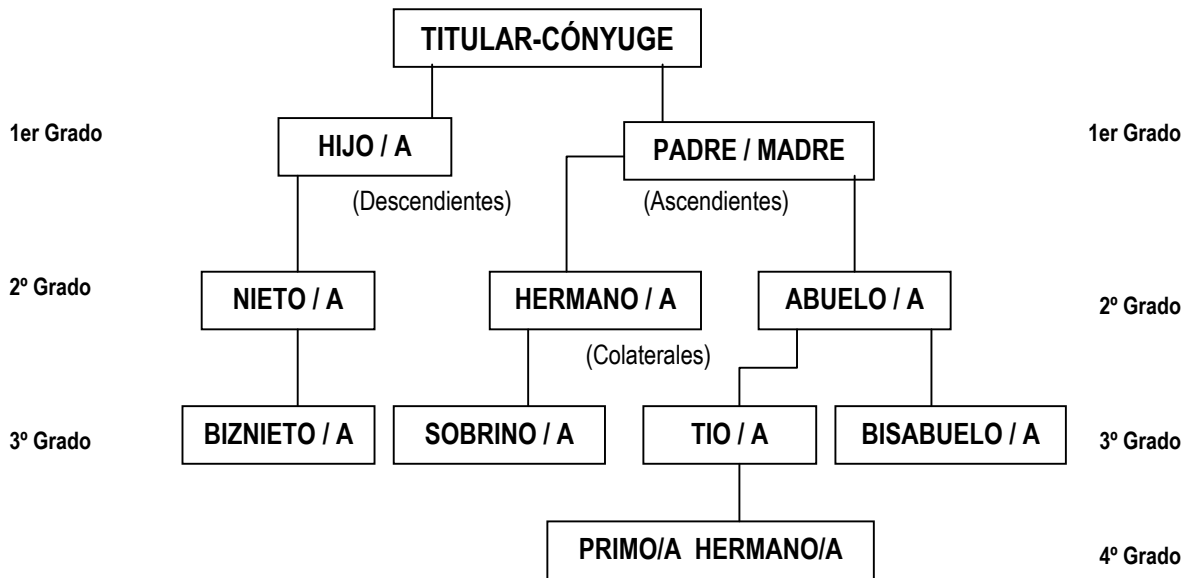 TITULAR-CÓNYUGE
1er Grado HIJO / A PADRE / MADRE 1er Grado
(Descendientes) (Ascendientes)
2º Grado NIETO / A HERMANO / A ABUELO / A 2º Grado
(Colaterales)
3º Grado BIZNIETO / A SOBRINO / A TIO / A BISABUELO / A 3º Grado
PRIMO/A HERMANO/A 4º Grado